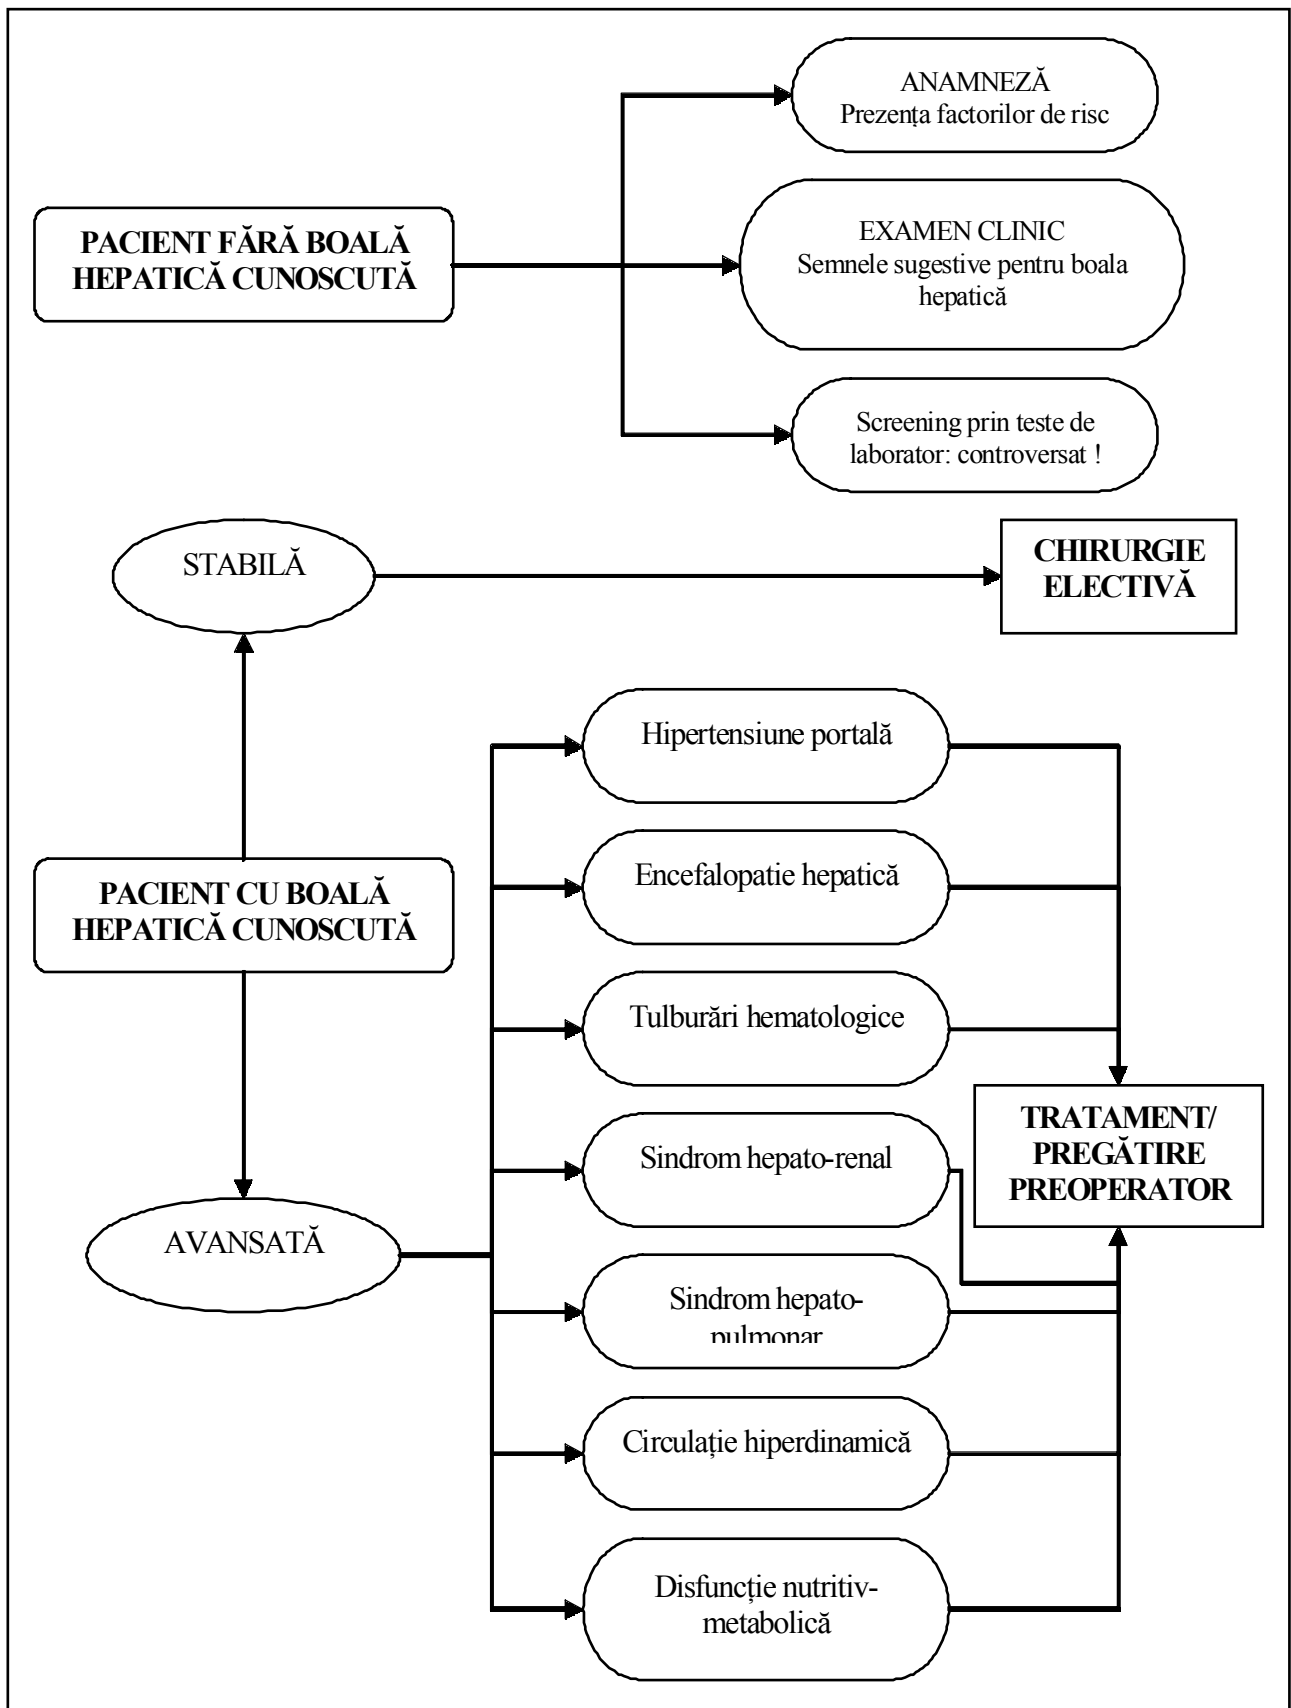 ANAMNEZĂ
Prezența factorilor de risc
PACIENT FĂRĂ BOALĂ
HEPATICĂ CUNOSCUTĂ
EXAMEN CLINIC
Semnele sugestive pentru boala
hepatică
Screening prin teste de
laborator: controversat !
STABILĂ
CHIRURGIE
ELECTIVĂ
Hipertensiune portală
PACIENT CU BOALĂ
HEPATICĂ CUNOSCUTĂ
Encefalopatie hepatică
Tulburări hematologice
Sindrom hepato-renal
TRATAMENT/
PREGĂTIRE
PREOPERATOR
AVANSATĂ
Sindrom hepato-
pulmonar
Circulație hiperdinamică
Disfuncție nutritiv-
metabolică